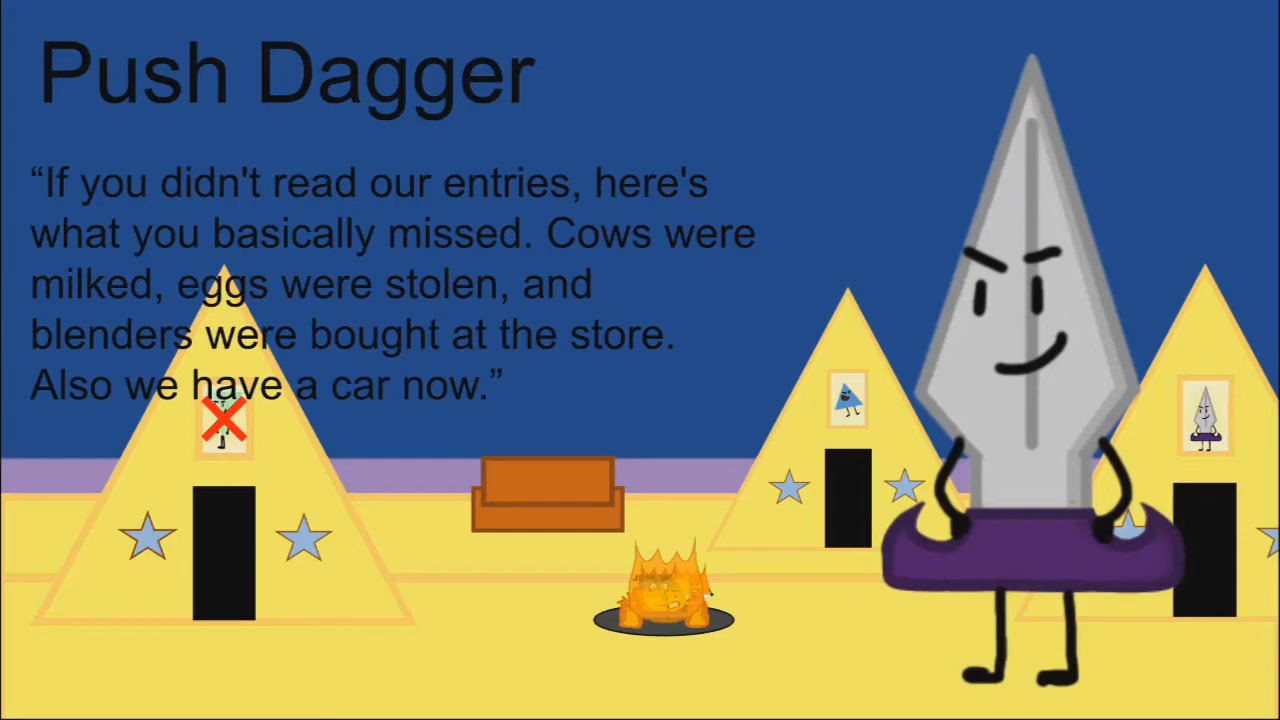 Push Dagger
“If you didn't read our entries, here's
what you basically missed. Cows were
milked, eggs were stolen, and
blenders were bought at the store.
Also we have a car now.”